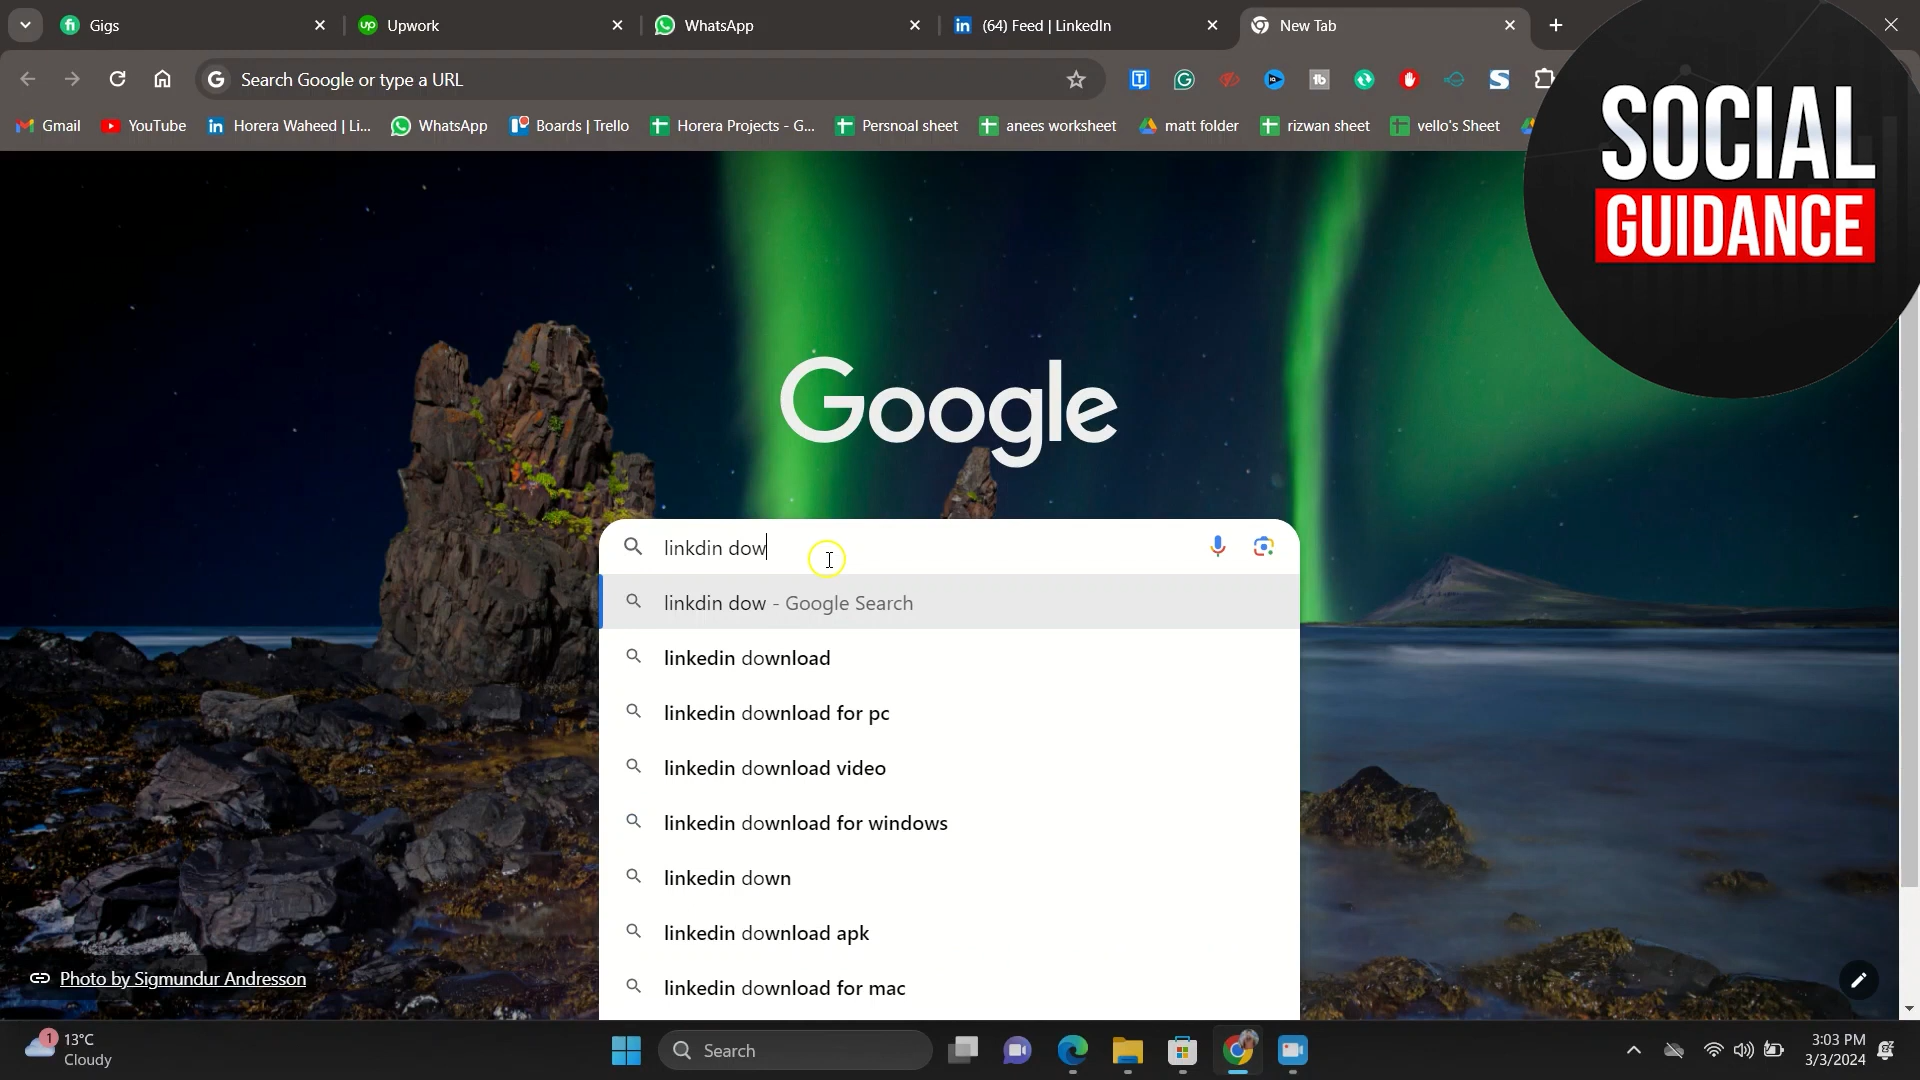 Gigs
Upwork
WhatsApp
(64) Feed | LinkedIn
New Tab
Search Google or type a URL
Gmail
YouTube
Horera Waheed | Li...
WhatsApp
Boards | Trello
Horera Projects - G...
Persnoal sheet
anees worksheet
matt folder
rizwan sheet
vello's Sheet
SOCIAL
GUIDANCE
Google
linkdin dow
linkdin dow - Google Search
linkedin download
linkedin download for pc
linkedin download video
linkedin download for windows
linkedin down
linkedin download apk
linkedin download for mac
Photo by Sigmundur Andresson
1
13°C
Cloudy
Search
3:03 PM
3/3/2024